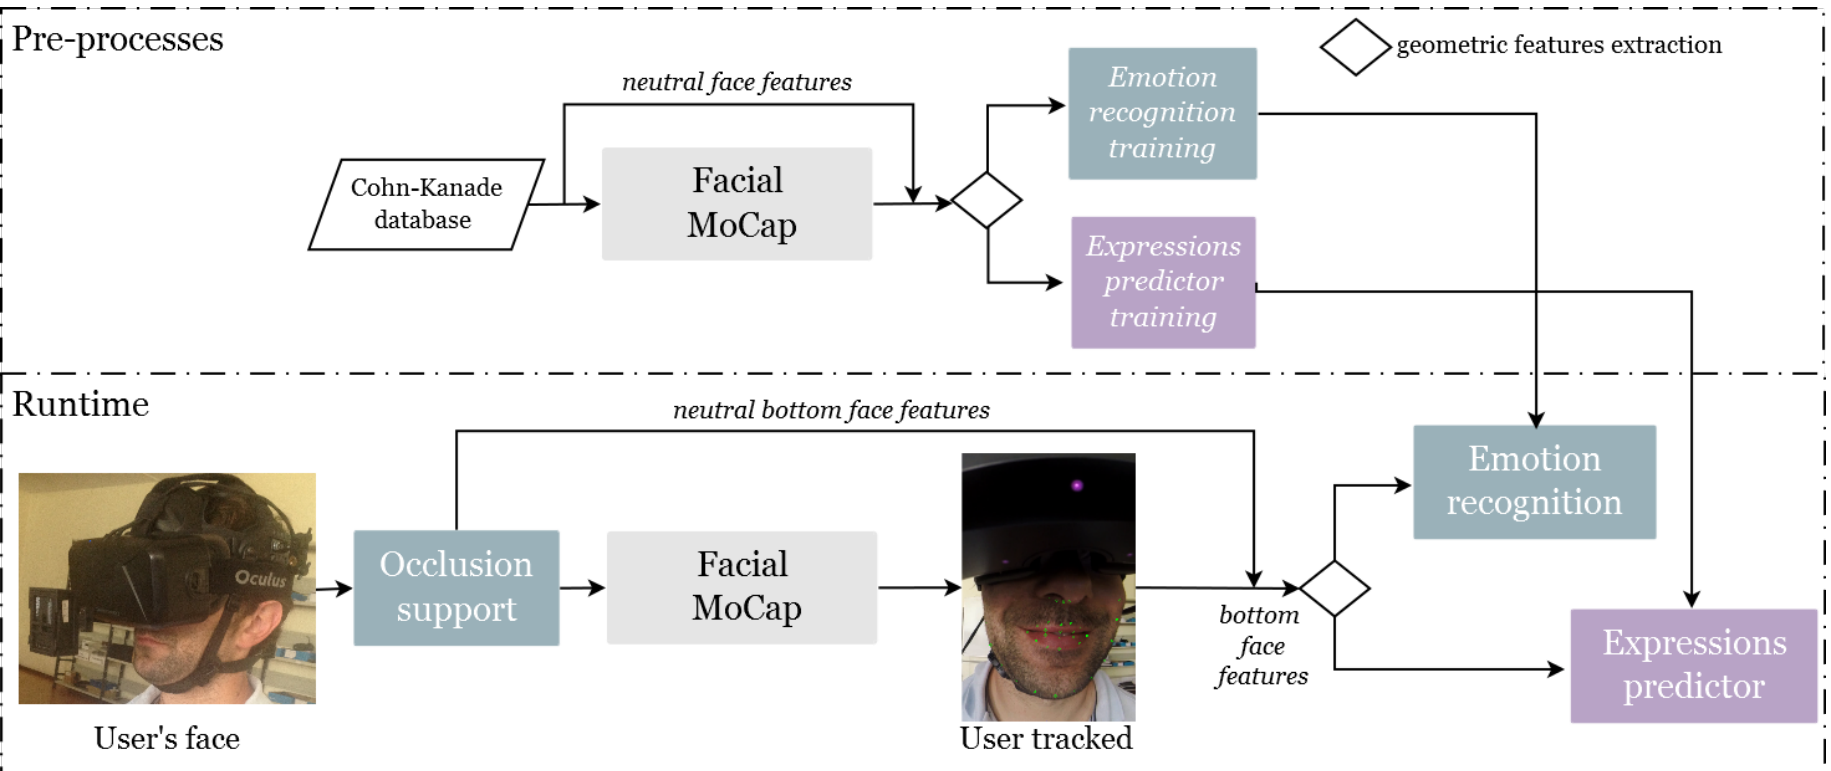 Pre-processes
geometric features extraction
neutral face features
Cohn-Kanade
database
Facial
MoCap
Emotion
recognition
training
Expressions
predictor
training
Runtime
neutral bottom face features
Oculus
User's face
Occlusion
support
Facial
MoCap
User tracked
bottom
face
features
Emotion
recognition
Expressions
predictor